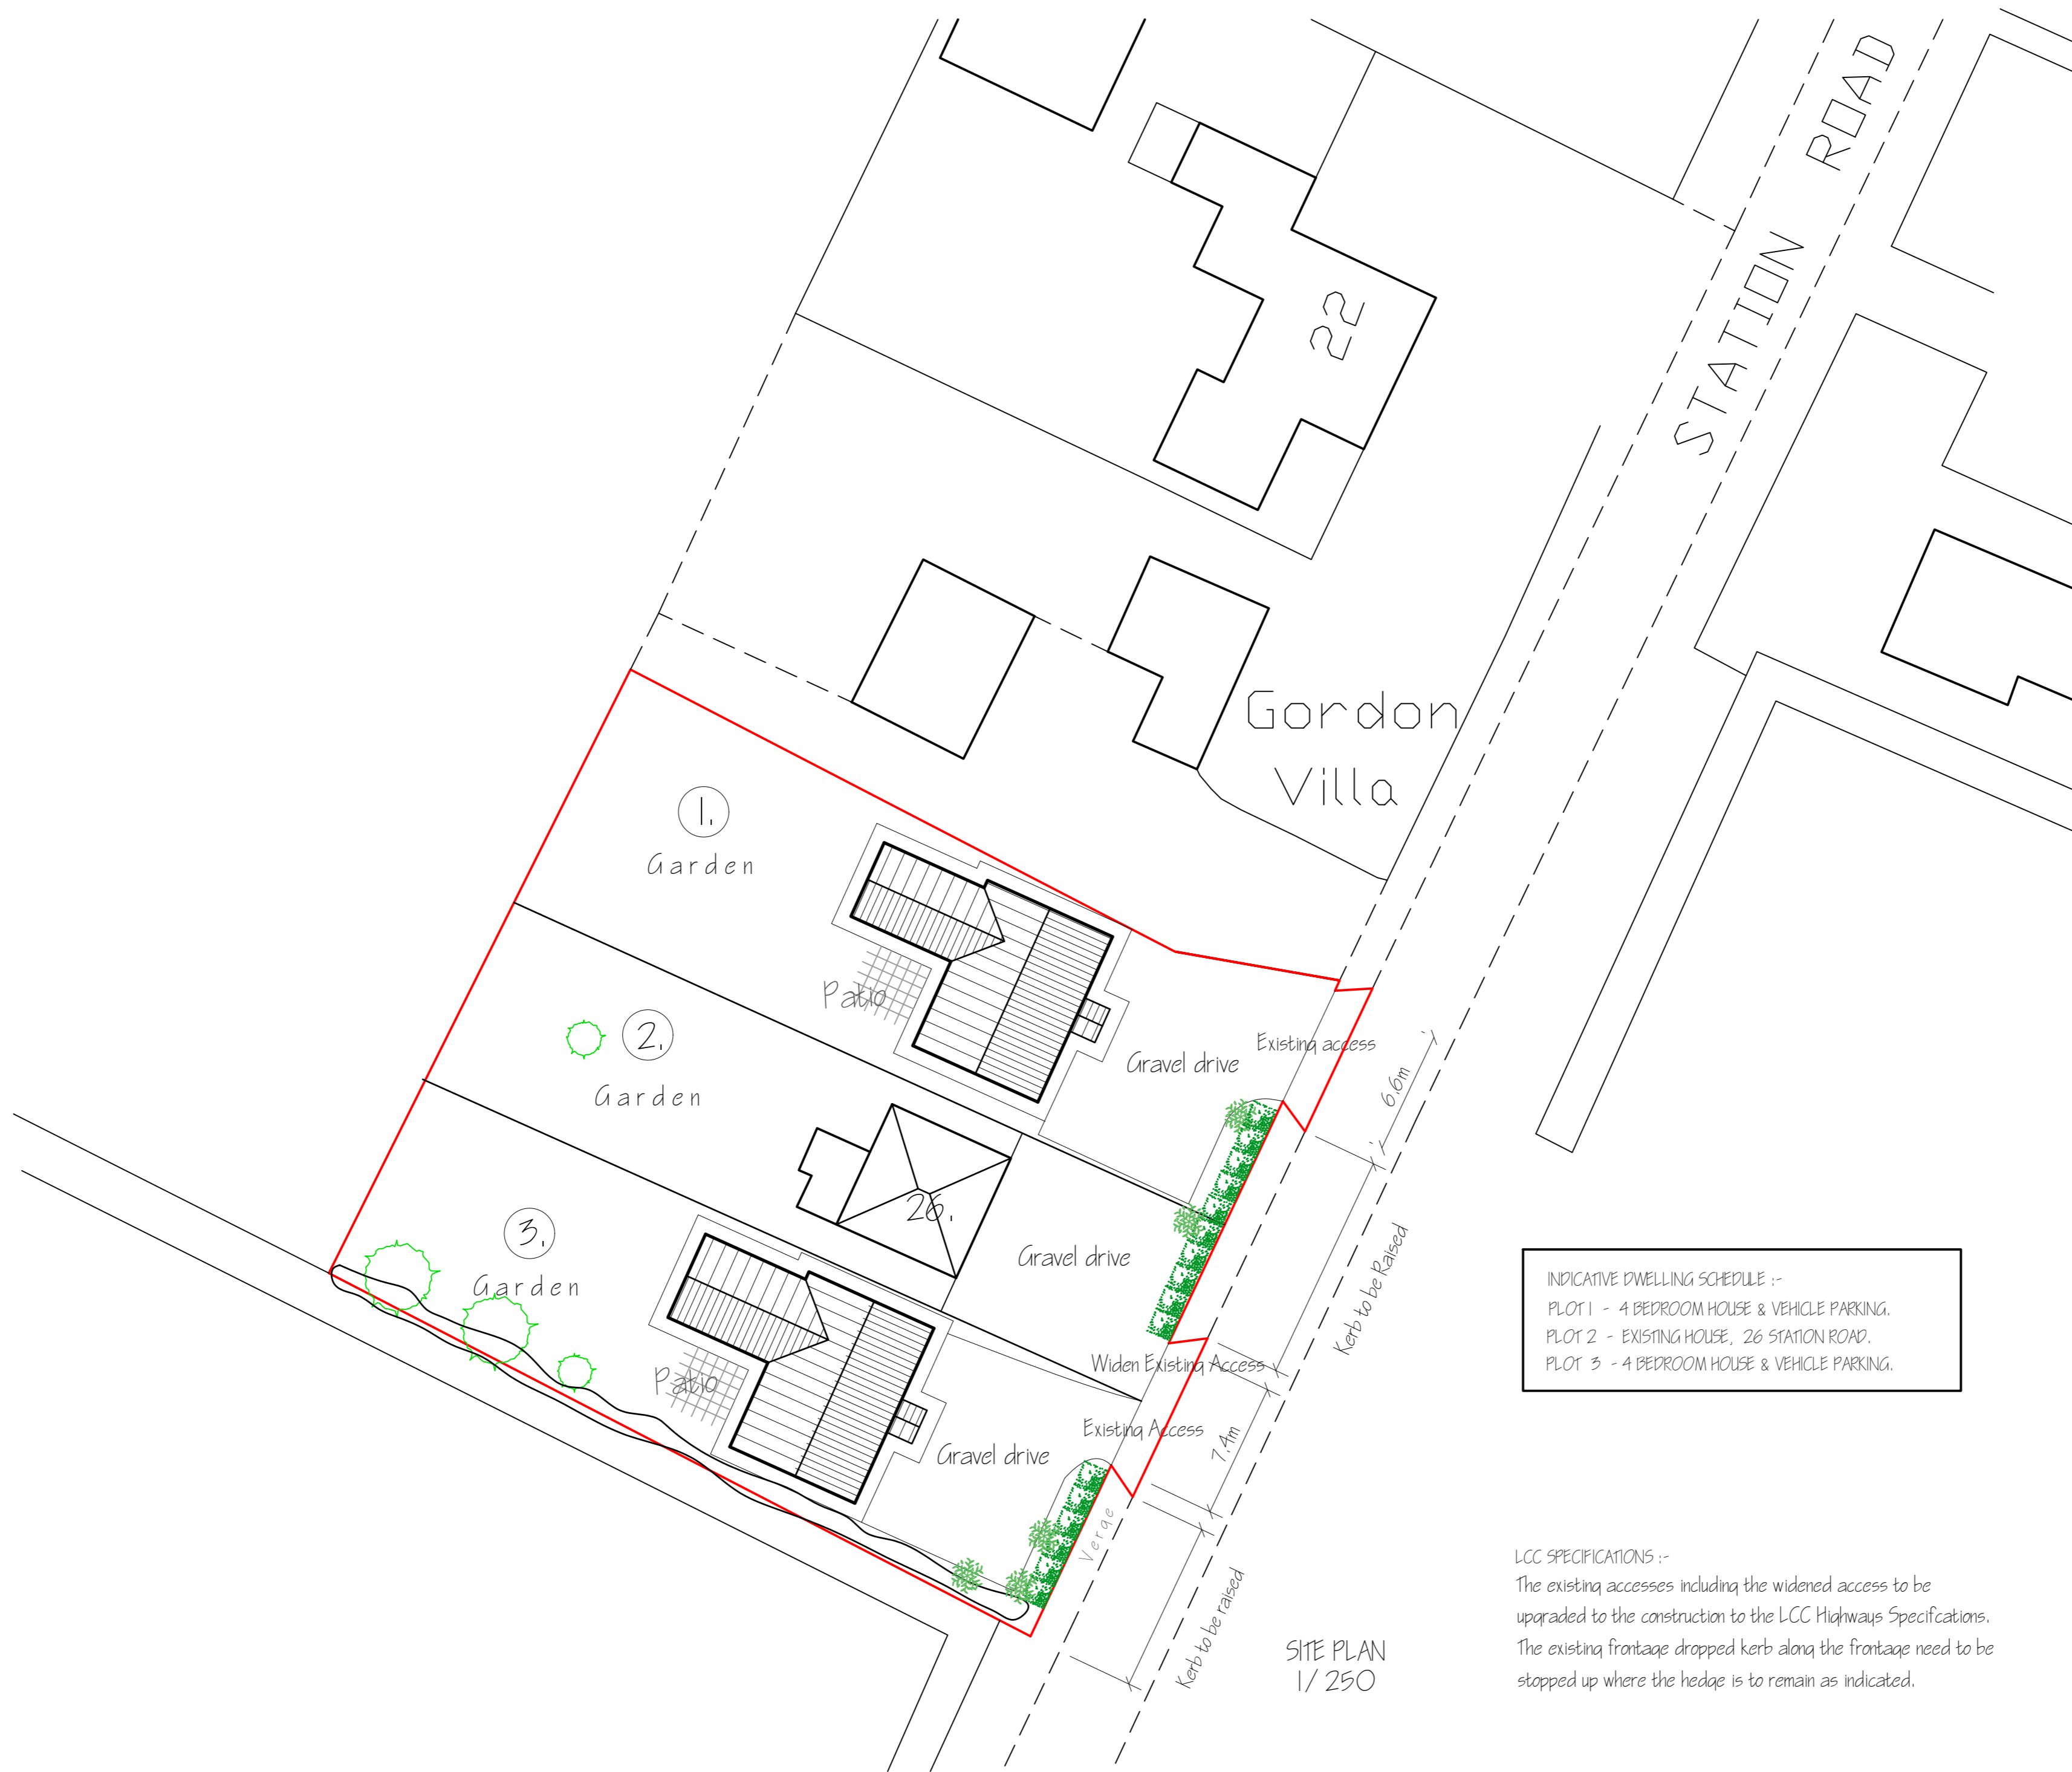 STATION ROAD
22
Gordon
Villa
1.
Garden
Patio
Existing access
Gravel drive
6.6m
2.
Garden
26.
Gravel drive
Kerb to be Raised
3.
Garden
Patio
Widen Existing Access
Existing Access
Gravel drive
7.4m
Verge
Kerb to be raised
INDICATIVE DWELLING SCHEDULE :-
PLOT 1 - 4 BEDROOM HOUSE & VEHICLE PARKING.
PLOT 2 - EXISTING HOUSE, 26 STATION ROAD.
PLOT 3 - 4 BEDROOM HOUSE & VEHICLE PARKING.
LCC SPECIFICATIONS :-
The existing accesses including the widened access to be
upgraded to the construction to the LCC Highways Specifcations.
The existing frontage dropped kerb along the frontage need to be
stopped up where the hedge is to remain as indicated.
SITE PLAN
1/ 250